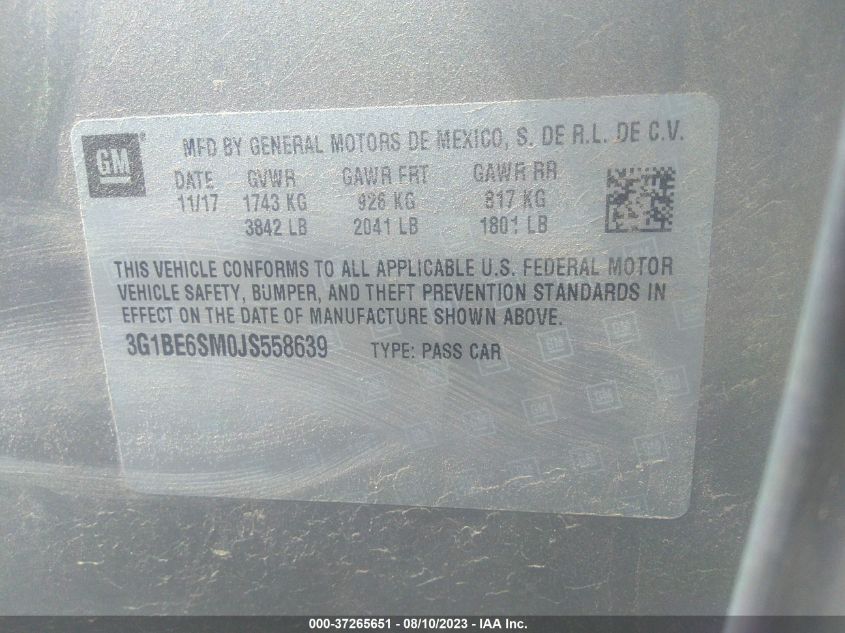 GM
MFD BY GENERAL MOTORS DE MEXICO, S. DE R.L. DE C.V.
DATE GVWR GAWR FRT GAWR RR
11/17 1743 KG 926 KG 817 KG
3842 LB 2041 LB 1801 LB
THIS VEHICLE CONFORMS TO ALL APPLICABLE U.S. FEDERAL MOTOR
VEHICLE SAFETY, BUMPER, AND THEFT PREVENTION STANDARDS IN
EFFECT ON THE DATE OF MANUFACTURE SHOWN ABOVE.
3G1BE6SM0JS558639 TYPE: PASS CAR
000-37265651 — 08/10/2023 - IAA Inc.